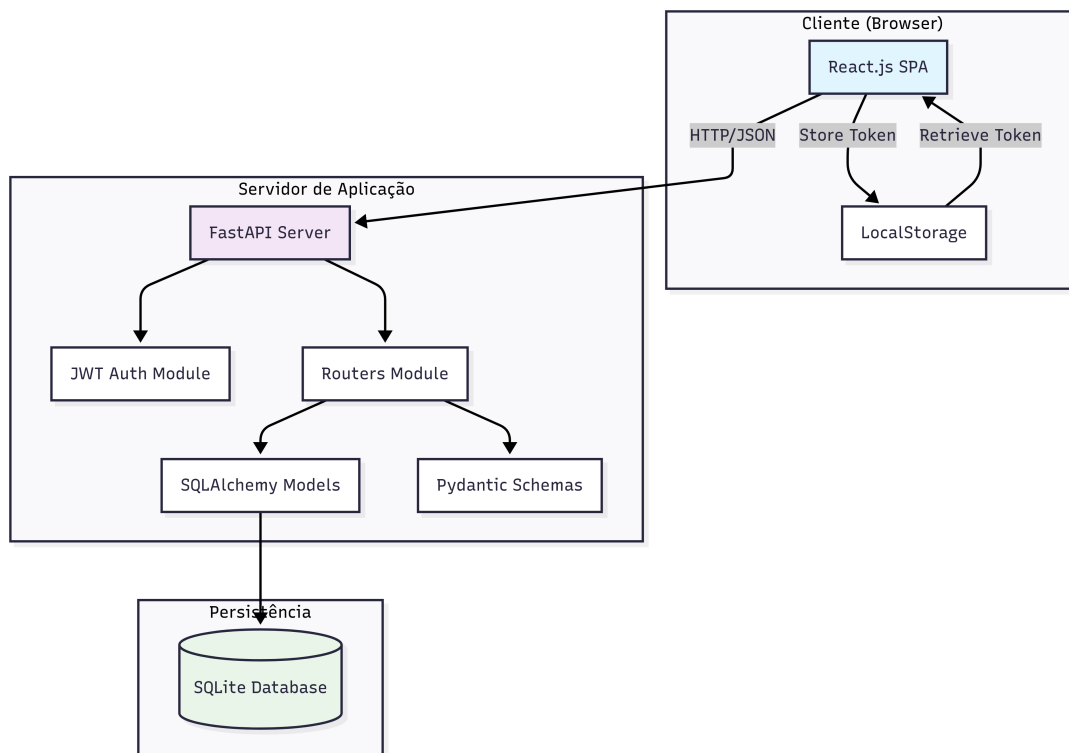 Cliente (Browser)
React.js SPA
HTTP/JSON
Store Token
Retrieve Token
LocalStorage
Servidor de Aplicação
FastAPI Server
JWT Auth Module
Routers Module
SQLAlchemy Models
Pydantic Schemas
Persistência
SQLite Database